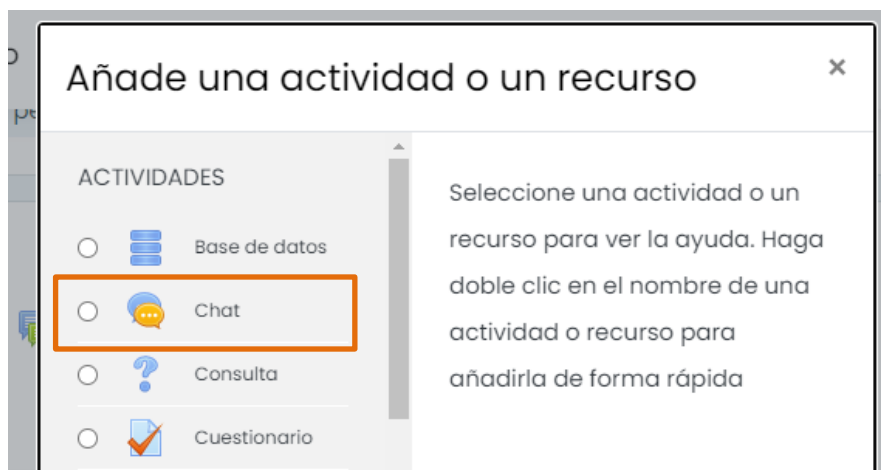 Añade una actividad o un recurso
×
ACTIVIDADES
Base de datos
Chat
Consulta
Cuestionario
Seleccione una actividad o un
recurso para ver la ayuda. Haga
doble clic en el nombre de una
actividad o recurso para
añadirla de forma rápida